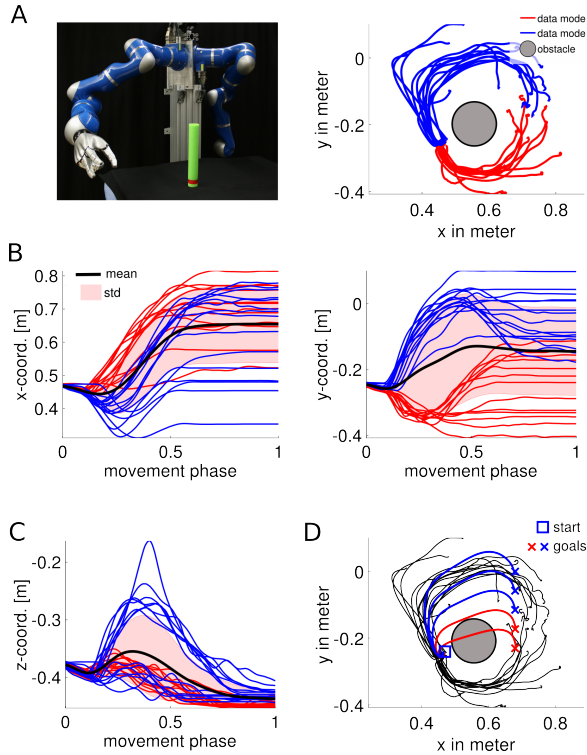 A
data mode
data mode
obstacle
y in meter
0
-0.2
-0.4
0.4
0.6
0.8
x in meter
B
mean
std
x-coord. [m]
0.8
0.7
0.6
0.5
0.4
0
0.5
1
movement phase
y-coord. [m]
0
-0.2
-0.4
0
0.5
1
movement phase
C
z-coord. [m]
-0.2
-0.3
-0.4
0
0.5
1
movement phase
D
start
goals
y in meter
0
-0.2
-0.4
0.4
0.6
0.8
x in meter